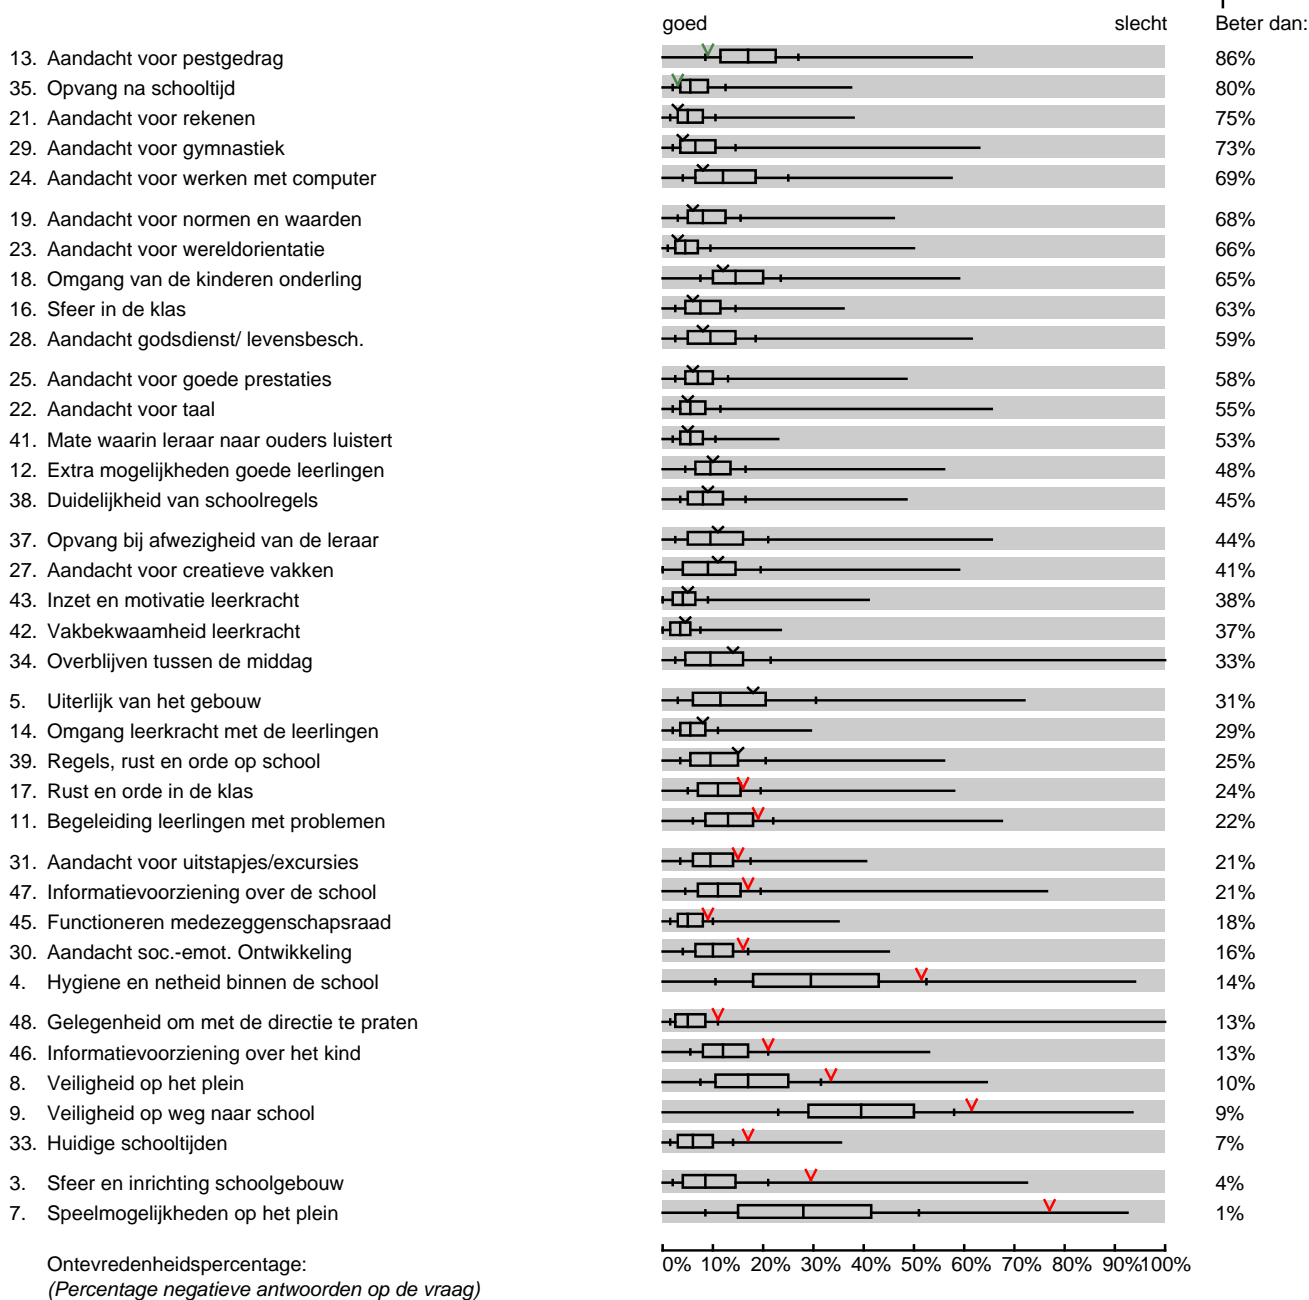 goed slecht Beter dan:
13. Aandacht voor pestgedrag 86%
35. Opvang na schooltijd 80%
21. Aandacht voor rekenen 75%
29. Aandacht voor gymnastiek 73%
24. Aandacht voor werken met computer 69%
19. Aandacht voor normen en waarden 68%
23. Aandacht voor wereldorientatie 66%
18. Omgang van de kinderen onderling 65%
16. Sfeer in de klas 63%
28. Aandacht godsdienst/ levensbesch. 59%
25. Aandacht voor goede prestaties 58%
22. Aandacht voor taal 55%
41. Mate waarin leraar naar ouders luistert 53%
12. Extra mogelijkheden goede leerlingen 48%
38. Duidelijkheid van schoolregels 45%
37. Opvang bij afwezigheid van de leraar 44%
27. Aandacht voor creatieve vakken 41%
43. Inzet en motivatie leerkracht 38%
42. Vakbekwaamheid leerkracht 37%
34. Overblijven tussen de middag 33%
5. Uiterlijk van het gebouw 31%
14. Omgang leerkracht met de leerlingen 29%
39. Regels, rust en orde op school 25%
17. Rust en orde in de klas 24%
11. Begeleiding leerlingen met problemen 22%
31. Aandacht voor uitstapjes/excursies 21%
47. Informatievoorziening over de school 21%
45. Functioneren medezeggenschapsraad 18%
30. Aandacht soc.-emot. Ontwikkeling 16%
4. Hygiene en netheid binnen de school 14%
48. Gelegenheid om met de directie te praten 13%
46. Informatievoorziening over het kind 13%
8. Veiligheid op het plein 10%
9. Veiligheid op weg naar school 9%
33. Huidige schooltijden 7%
3. Sfeer en inrichting schoolgebouw 4%
7. Speelmogelijkheden op het plein 1%
0% 10% 20% 30% 40% 50% 60% 70% 80% 90% 100%
Ontevredenheidspercentage:
(Percentage negatieve antwoorden op de vraag)